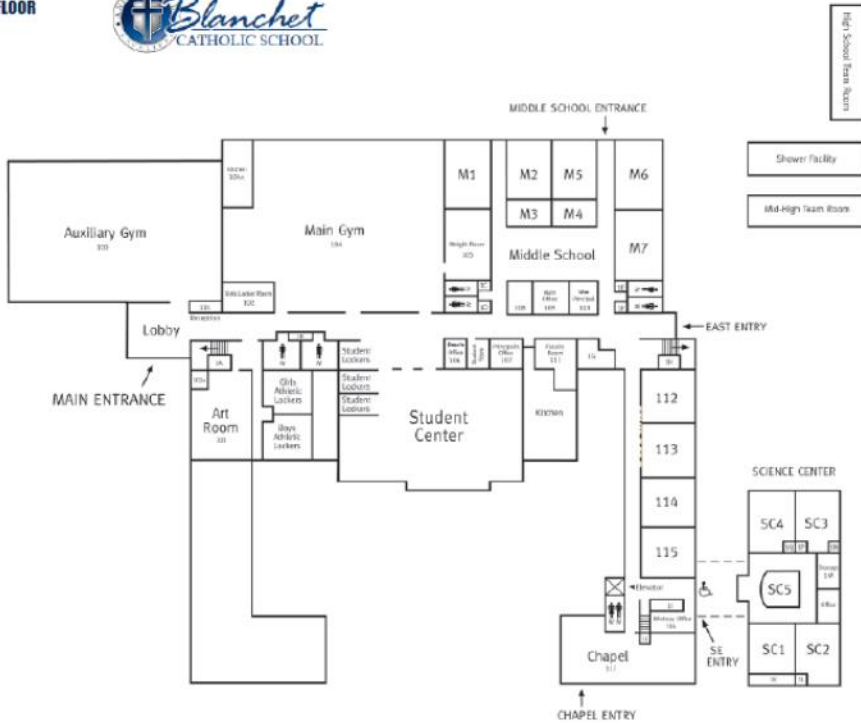 FLOOR
Blanchet
CATHOLIC SCHOOL
High School Team Room
MIDDLE SCHOOL ENTRANCE
Shower Facility
Mid-High Team Room
M1
M2
M5
M6
M3
M4
M7
Auxiliary Gym
Main Gym
Middle School
Lobby
EAST ENTRY
MAIN ENTRANCE
Student
Lockers
Student
Lockers
Student
Lockers
Girls
Athletic
Lockers
Boys
Athletic
Lockers
Art
Room
Student
Center
Kitchen
107
112
113
114
115
SCIENCE CENTER
SC4
SC3
SC5
SC1
SC2
Elevator
SE
ENTRY
Chapel
CHAPEL ENTRY